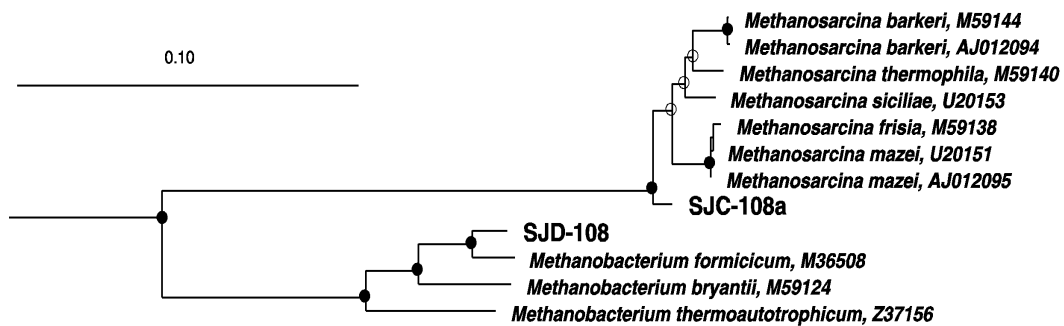 0.10
Methanosarcina barkeri, M59144
Methanosarcina barkeri, AJ012094
Methanosarcina thermophila, M59140
Methanosarcina siciliae, U20153
Methanosarcina frisia, M59138
Methanosarcina mazei, U20151
Methanosarcina mazei, AJ012095
SJC-108a
SJD-108
Methanobacterium formicicum, M36508
Methanobacterium bryantii, M59124
Methanobacterium thermoautotrophicum, Z37156